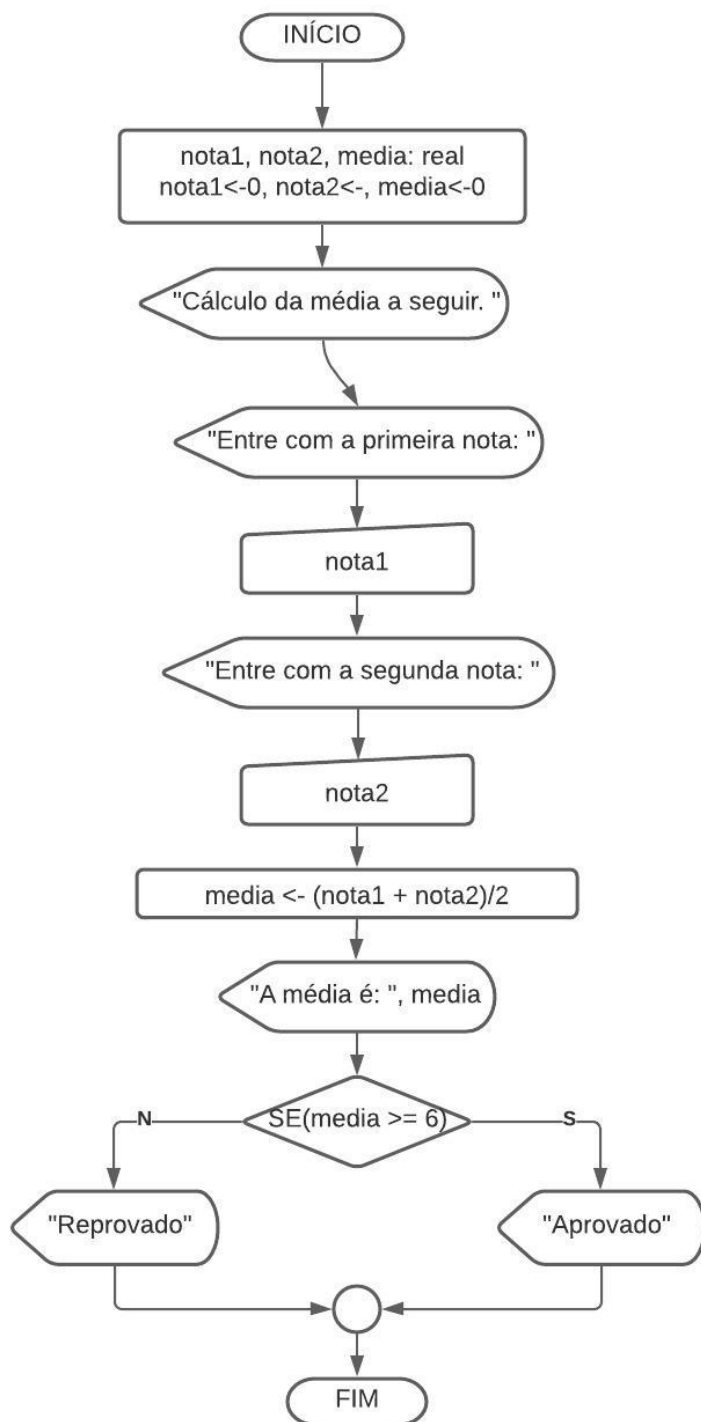 INÍCIO
nota1, nota2, media: real
nota1<-0, nota2<-, media<-0
"Cálculo da média a seguir. "
"Entre com a primeira nota: "
nota1
"Entre com a segunda nota: "
nota2
media <- (nota1 + nota2)/2
"A média é: ", media
SE(media >= 6)
N
S
"Reprovado"
"Aprovado"
FIM